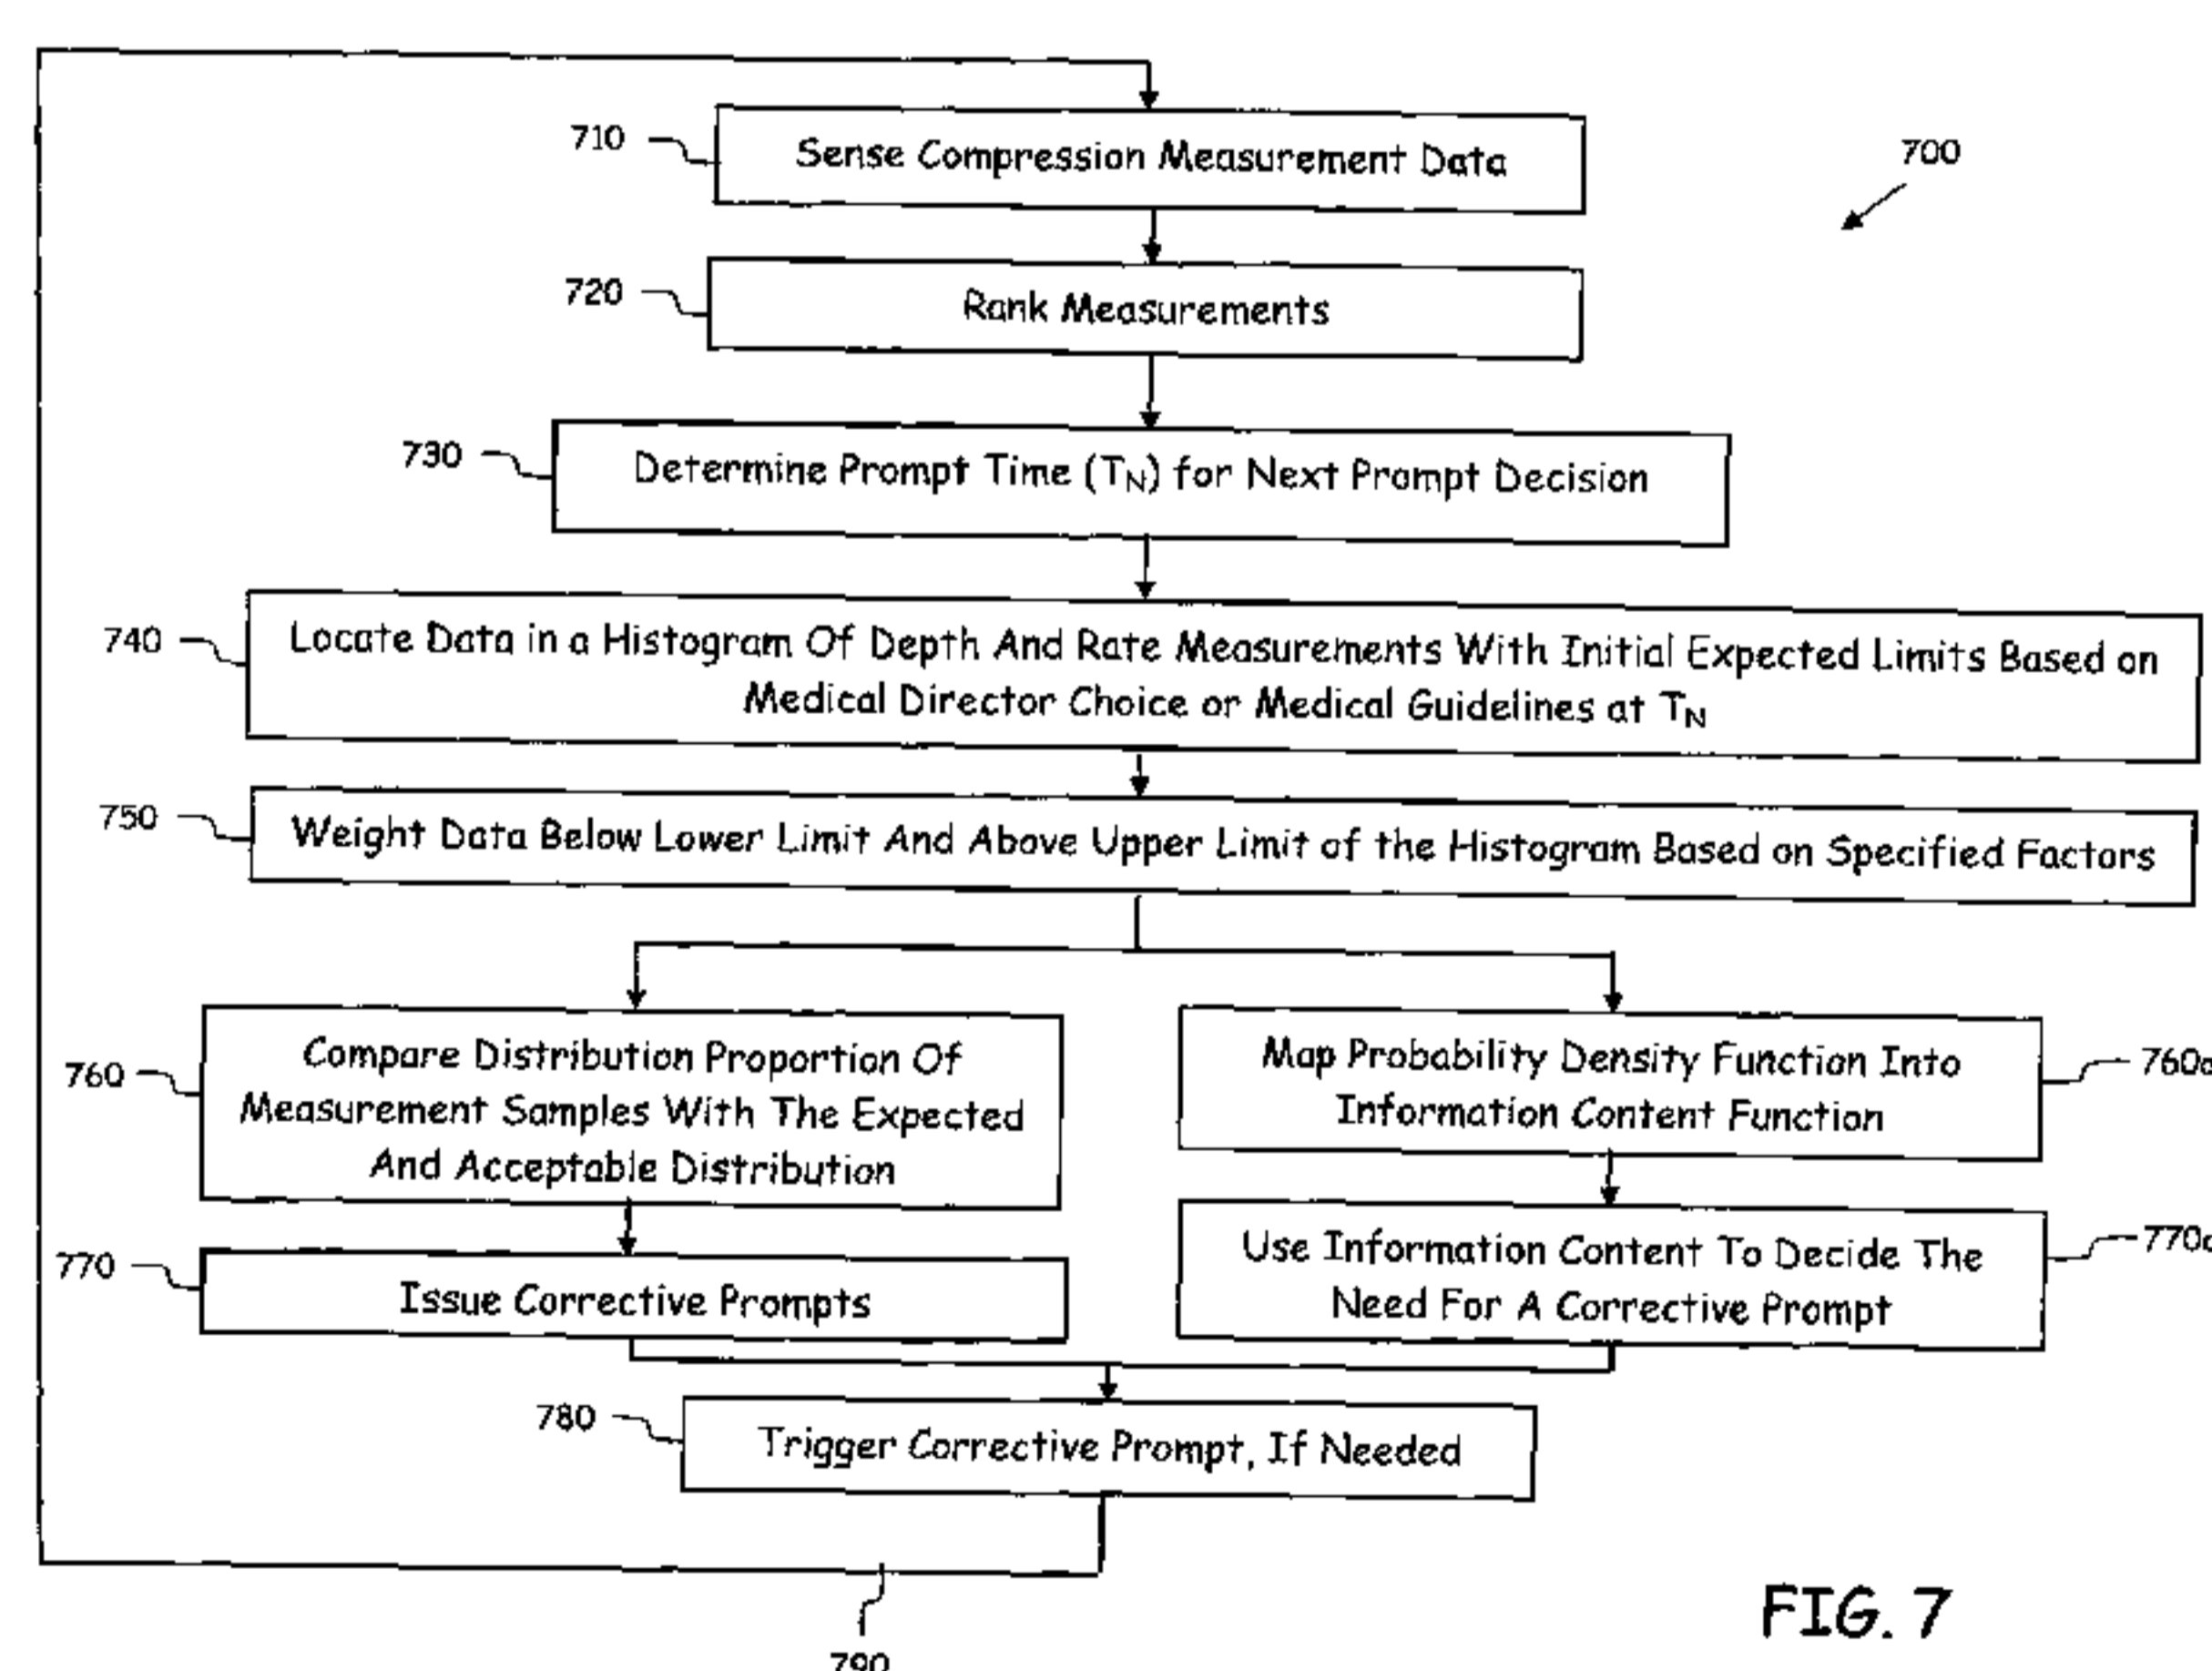 710
Sense Compression Measurement Data
700
720
Rank Measurements
730
Determine Prompt Time (TN) for Next Prompt Decision
740
Locate Data in a Histogram Of Depth And Rate Measurements With Initial Expected Limits Based on
Medical Director Choice or Medical Guidelines at TN
750
Weight Data Below Lower Limit And Above Upper Limit of the Histogram Based on Specified Factors
760
Compare Distribution Proportion Of
Measurement Samples With The Expected
And Acceptable Distribution
Map Probability Density Function Into
Information Content Function
760a
770
Issue Corrective Prompts
Use Information Content To Decide The
Need For A Corrective Prompt
770a
780
Trigger Corrective Prompt, If Needed
790
FIG. 7